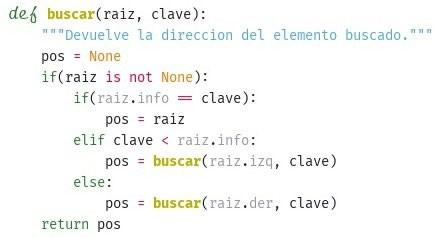 def buscar(raiz, clave):
    """Devuelve la direccion del elemento buscado."""
    pos = None
    if(raiz is not None):
        if(raiz.info == clave):
            pos = raiz
        elif clave < raiz.info:
            pos = buscar(raiz.izq, clave)
        else:
            pos = buscar(raiz.der, clave)
    return pos